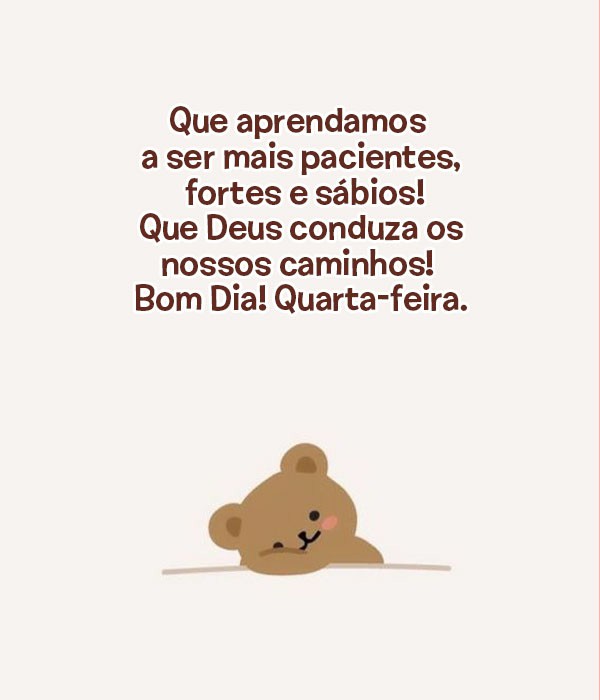 Que aprendamos
a ser mais pacientes,
fortes e sábios!
Que Deus conduza os
nossos caminhos!
Bom Dia! Quarta-feira.